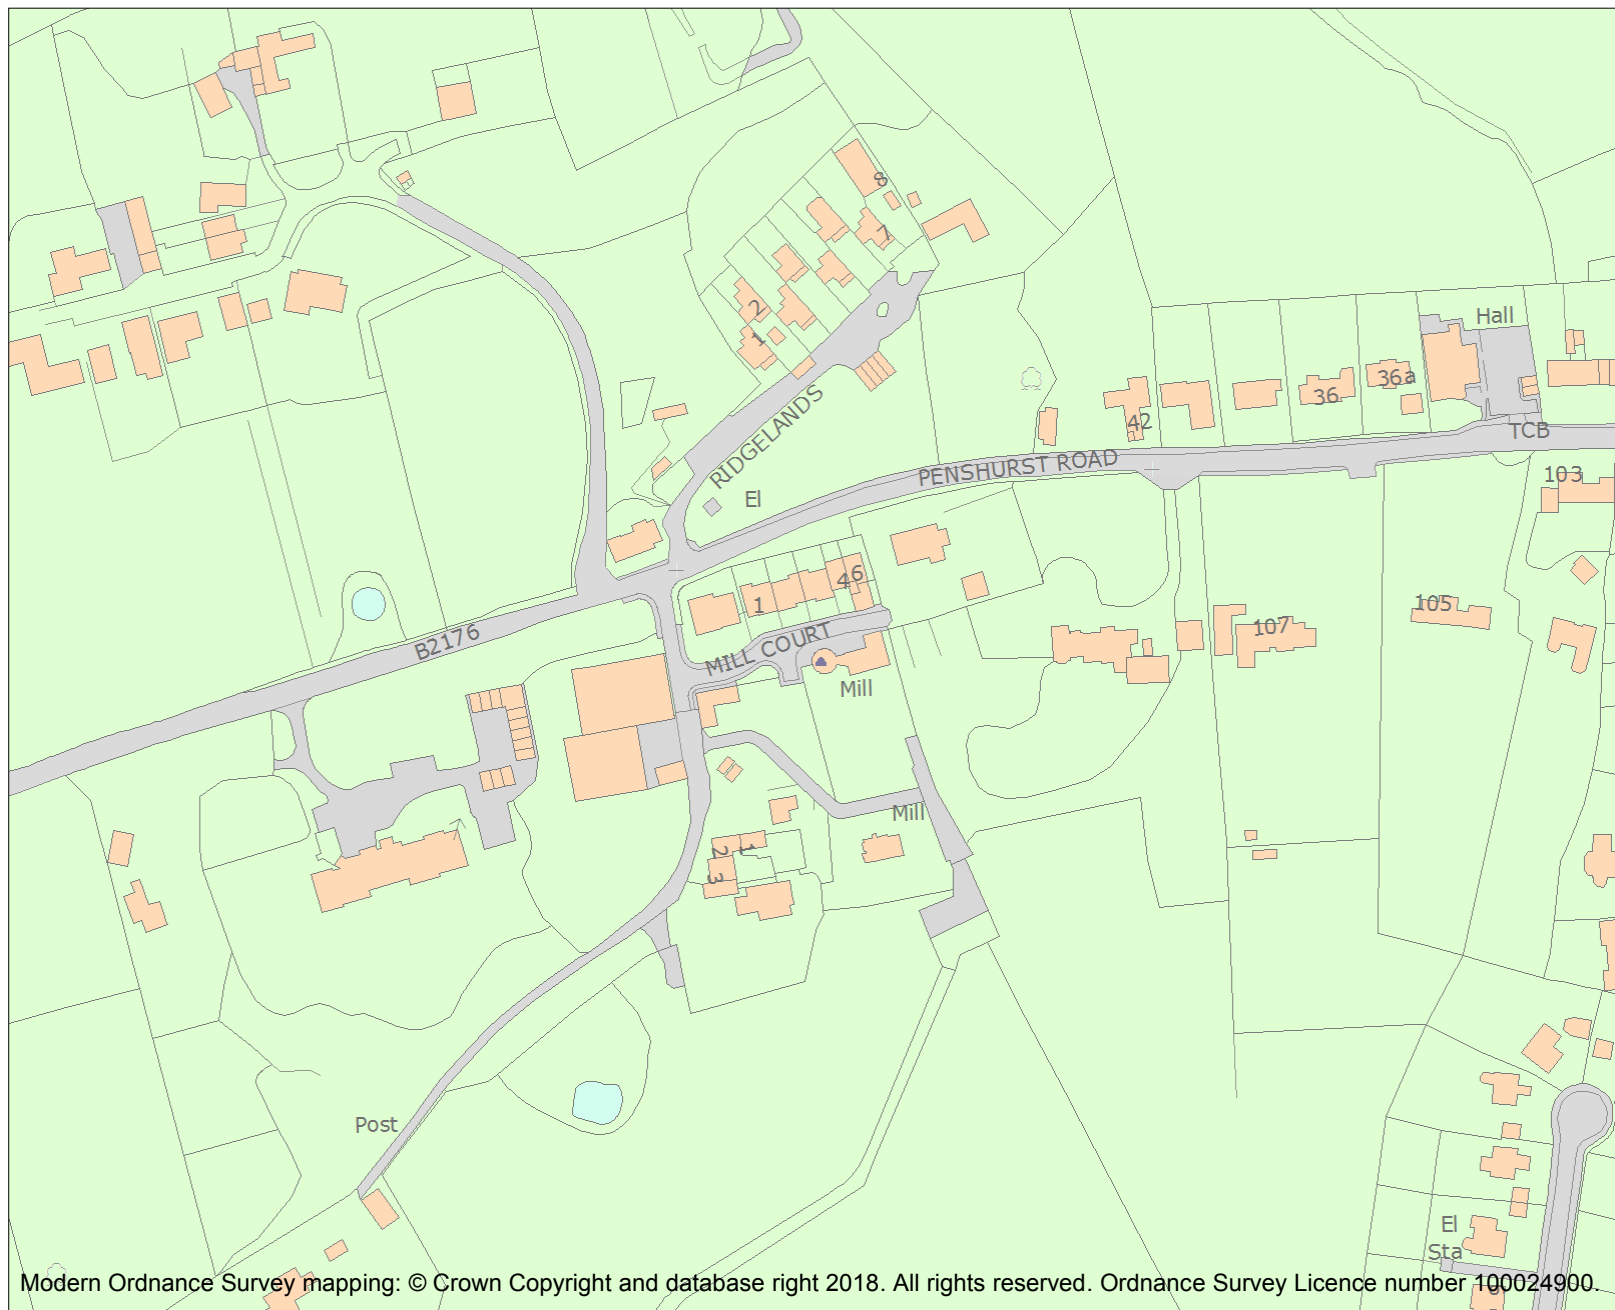 8
7
2
1
Hall
36a
36
42
RIDGELANDS
TCB
PENSHURST ROAD
103
El
4
6
1
105
107
B2176
MILL COURT
Mill
Mill
1
2
3
Post
El
Sta
Modern Ordnance Survey mapping: © Crown Copyright and database right 2018. All rights reserved. Ordnance Survey Licence number 100024900.